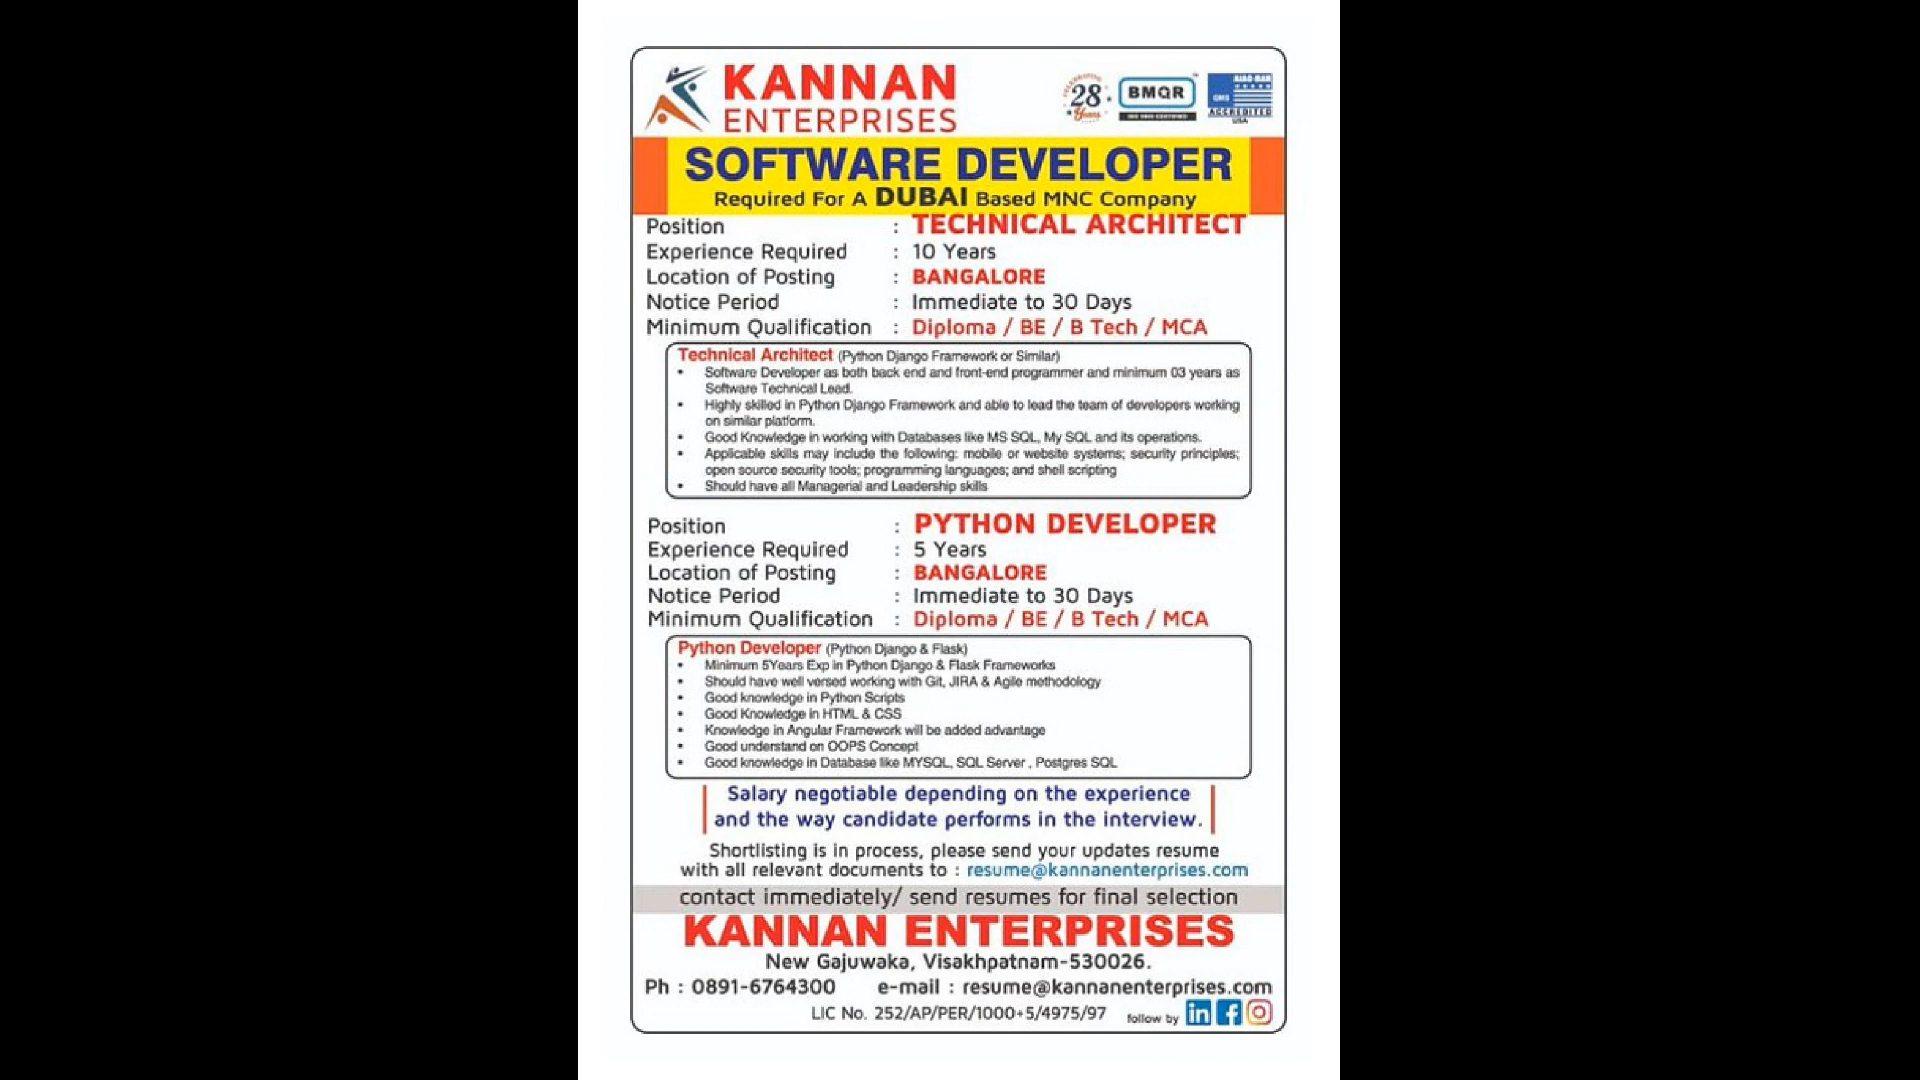 KANNAN
ENTERPRISES
CELEBRATING
28
Years
BMQR
ISO 9001 CERTIFIED
QMS
ACCREDITED
USA
SOFTWARE DEVELOPER
Required For A DUBAI Based MNC Company
Position : TECHNICAL ARCHITECT
Experience Required : 10 Years
Location of Posting : BANGALORE
Notice Period : Immediate to 30 Days
Minimum Qualification : Diploma / BE / B Tech / MCA
Technical Architect (Python Django Framework or Similar)
• Software Developer as both back end and front-end programmer and minimum 03 years as
Software Technical Lead.
• Highly skilled in Python Django Framework and able to lead the team of developers working
on similar platform.
• Good Knowledge in working with Databases like MS SQL, My SQL and its operations.
• Applicable skills may include the following: mobile or website systems; security principles;
open source security tools; programming languages; and shell scripting
• Should have all Managerial and Leadership skills
Position : PYTHON DEVELOPER
Experience Required : 5 Years
Location of Posting : BANGALORE
Notice Period : Immediate to 30 Days
Minimum Qualification : Diploma / BE / B Tech / MCA
Python Developer (Python Django & Flask)
• Minimum 5Years Exp in Python Django & Flask Frameworks
• Should have well versed working with Git, JIRA & Agile methodology
• Good knowledge in Python Scripts
• Good Knowledge in HTML & CSS
• Knowledge in Angular Framework will be added advantage
• Good understand on OOPS Concept
• Good knowledge in Database like MYSQL, SQL Server , Postgres SQL
Salary negotiable depending on the experience
and the way candidate performs in the interview.
Shortlisting is in process, please send your updates resume
with all relevant documents to : resume@kannanenterprises.com
contact immediately/ send resumes for final selection
KANNAN ENTERPRISES
New Gajuwaka, Visakhpatnam-530026.
Ph : 0891-6764300 e-mail : resume@kannanenterprises.com
LIC No. 252/AP/PER/1000+5/4975/97 follow by in f